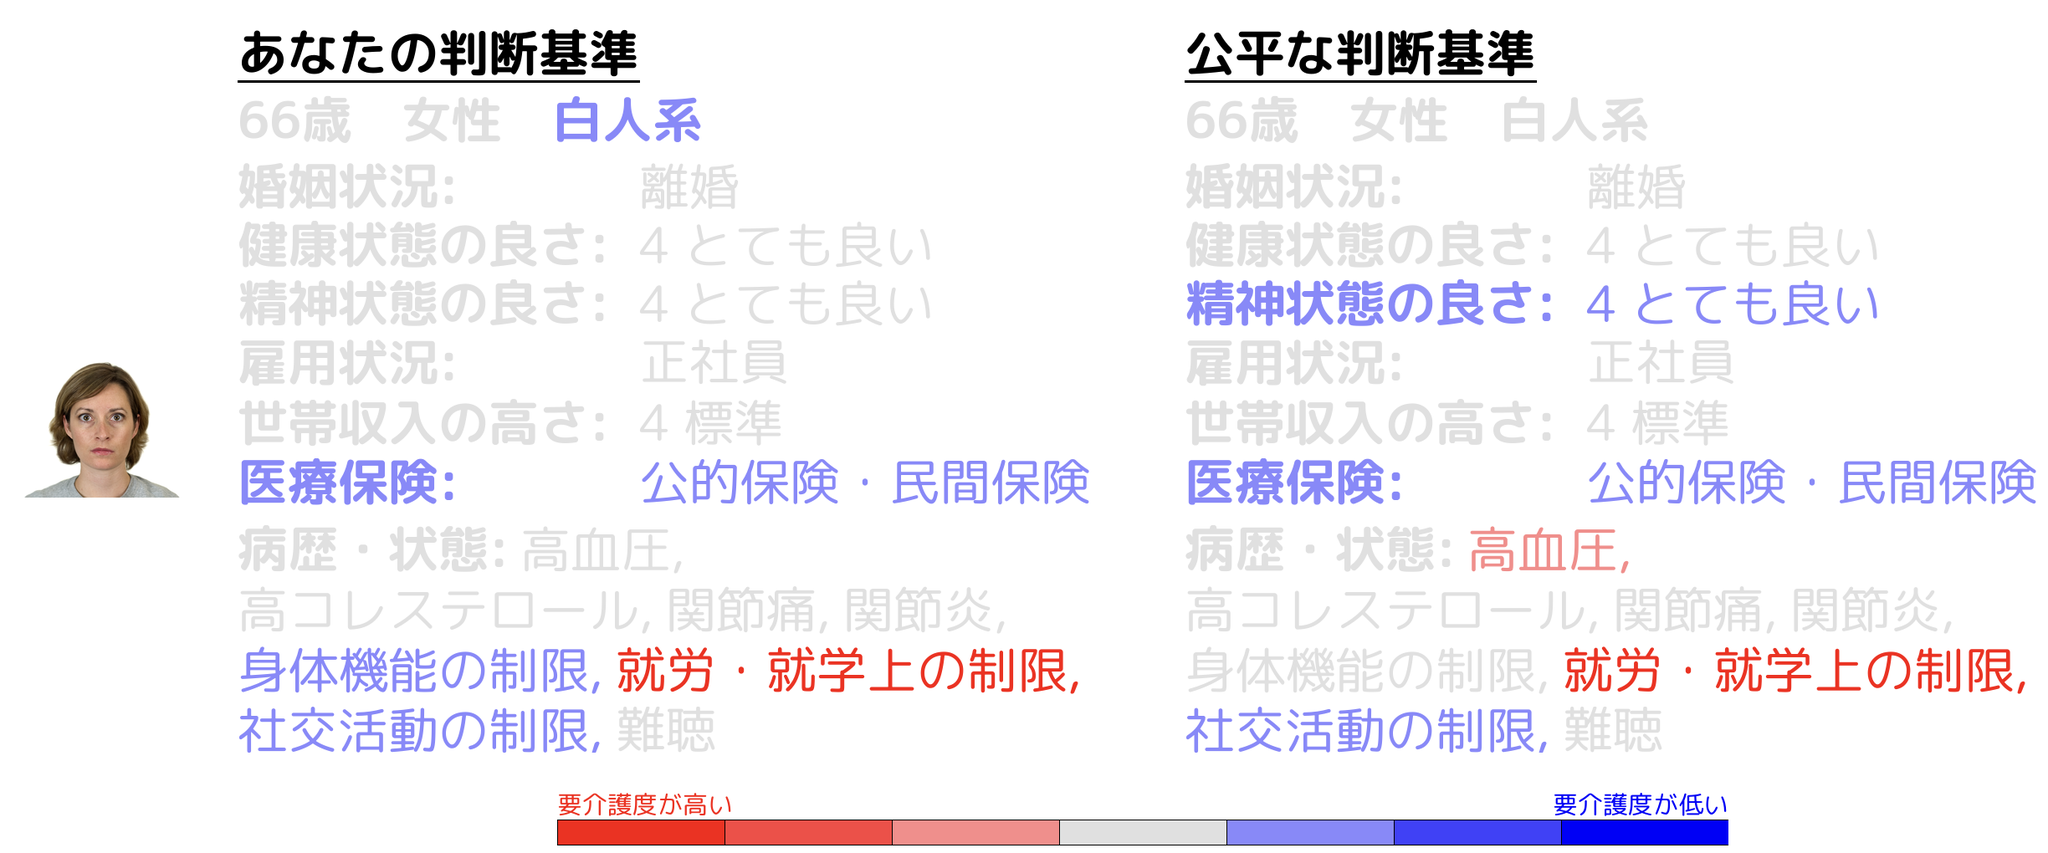 あなたの判断基準
66歳 女性 白人系
婚姻状況: 離婚
健康状態の良さ: 4 とても良い
精神状態の良さ: 4 とても良い
雇用状況: 正社員
世帯収入の高さ: 4 標準
医療保険: 公的保険・民間保険
病歴・状態: 高血圧,
高コレステロール, 関節痛, 関節炎,
身体機能の制限, 就労・就学上の制限,
社交活動の制限, 難聴
公平な判断基準
66歳 女性 白人系
婚姻状況: 離婚
健康状態の良さ: 4 とても良い
精神状態の良さ: 4 とても良い
雇用状況: 正社員
世帯収入の高さ: 4 標準
医療保険: 公的保険・民間保険
病歴・状態: 高血圧,
高コレステロール, 関節痛, 関節炎,
身体機能の制限, 就労・就学上の制限,
社交活動の制限, 難聴
要介護度が高い
要介護度が低い